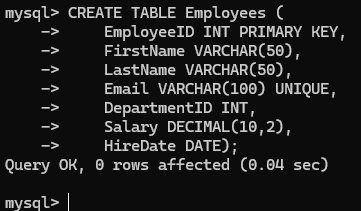 mysql> CREATE TABLE Employees (
    ->     EmployeeID INT PRIMARY KEY,
    ->     FirstName VARCHAR(50),
    ->     LastName VARCHAR(50),
    ->     Email VARCHAR(100) UNIQUE,
    ->     DepartmentID INT,
    ->     Salary DECIMAL(10,2),
    ->     HireDate DATE);
Query OK, 0 rows affected (0.04 sec)
mysql>